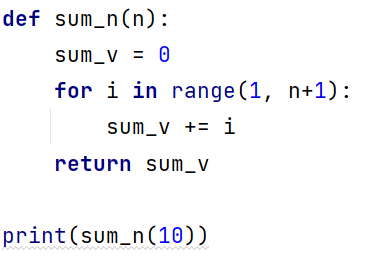 def sum_n(n):
    sum_v = 0
    for i in range(1, n+1):
        sum_v += i
    return sum_v

print(sum_n(10))